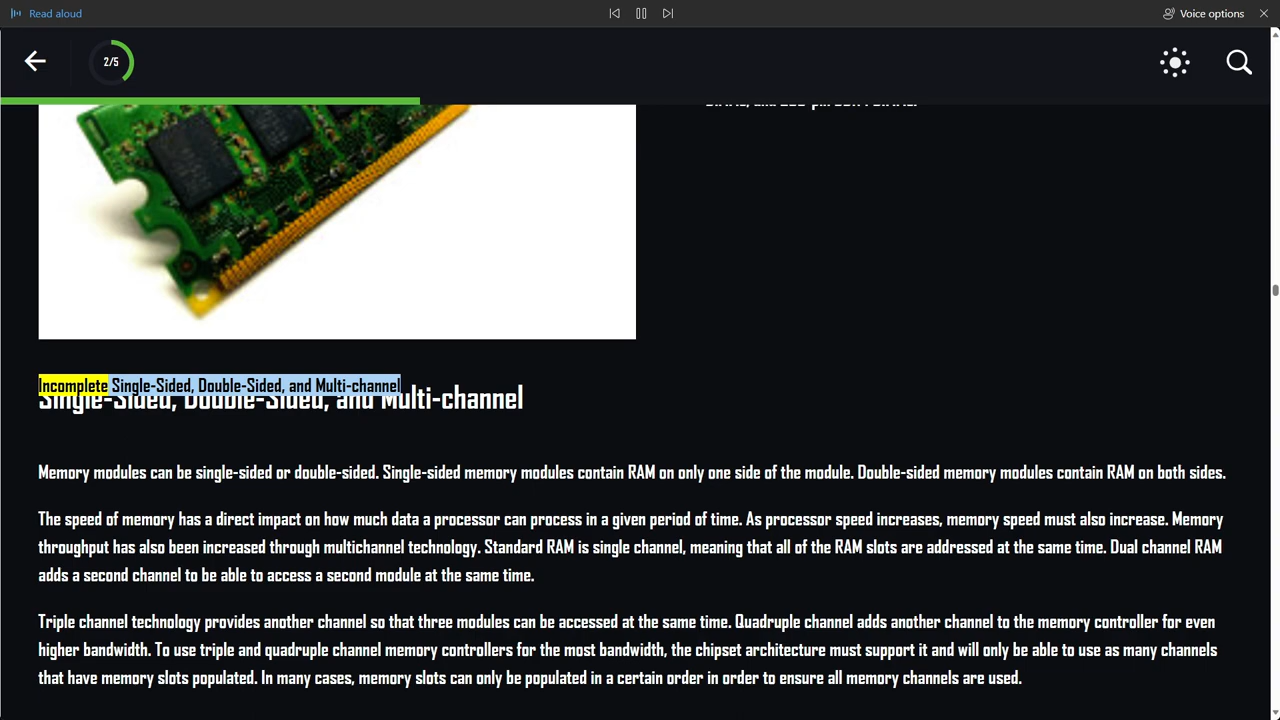 Read aloud
Voice options
2/5
Incomplete Single-Sided, Double-Sided, and Multi-channel
Single-Sided, Double-Sided, and Multi-channel
Memory modules can be single-sided or double-sided. Single-sided memory modules contain RAM on only one side of the module. Double-sided memory modules contain RAM on both sides.
The speed of memory has a direct impact on how much data a processor can process in a given period of time. As processor speed increases, memory speed must also increase. Memory
throughput has also been increased through multichannel technology. Standard RAM is single channel, meaning that all of the RAM slots are addressed at the same time. Dual channel RAM
adds a second channel to be able to access a second module at the same time.
Triple channel technology provides another channel so that three modules can be accessed at the same time. Quadruple channel adds another channel to the memory controller for even
higher bandwidth. To use triple and quadruple channel memory controllers for the most bandwidth, the chipset architecture must support it and will only be able to use as many channels
that have memory slots populated. In many cases, memory slots can only be populated in a certain order in order to ensure all memory channels are used.